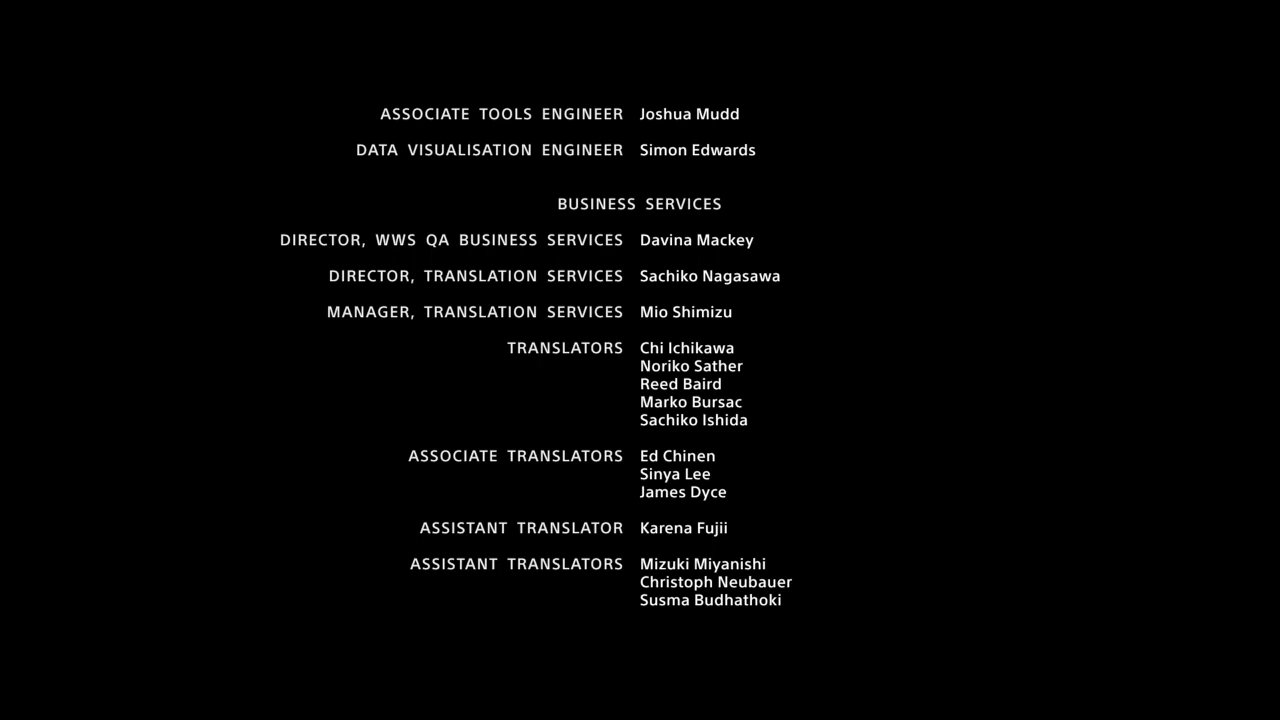 ASSOCIATE TOOLS ENGINEER Joshua Mudd
DATA VISUALISATION ENGINEER Simon Edwards
BUSINESS SERVICES
DIRECTOR, WWS QA BUSINESS SERVICES Davina Mackey
DIRECTOR, TRANSLATION SERVICES Sachiko Nagasawa
MANAGER, TRANSLATION SERVICES Mio Shimizu
TRANSLATORS Chi Ichikawa
Noriko Sather
Reed Baird
Marko Bursac
Sachiko Ishida
ASSOCIATE TRANSLATORS Ed Chinen
Sinya Lee
James Dyce
ASSISTANT TRANSLATOR Karena Fujii
ASSISTANT TRANSLATORS Mizuki Miyanishi
Christoph Neubauer
Susma Budhathoki